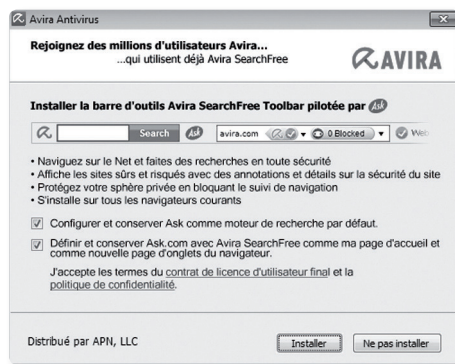 Avira Antivirus
Rejoignez des millions d'utilisateurs Avira...
...qui utilisent déjà Avira SearchFree
AVIRA
Installer la barre d'outils Avira SearchFree Toolbar pilotée par Ask
Search Ask avira.com 0 Blocked Web
• Naviguez sur le Net et faites des recherches en toute sécurité
• Affiche les sites sûrs et risqués avec des annotations et détails sur la sécurité du site
• Protégez votre sphère privée en bloquant le suivi de navigation
• S'installe sur tous les navigateurs courants
Configurer et conserver Ask comme moteur de recherche par défaut.
Définir et conserver Ask.com avec Avira SearchFree comme ma page d'accueil et
comme nouvelle page d'onglets du navigateur.
J'accepte les termes du contrat de licence d'utilisateur final et la
politique de confidentialité.
Distribué par APN, LLC
Installer
Ne pas installer